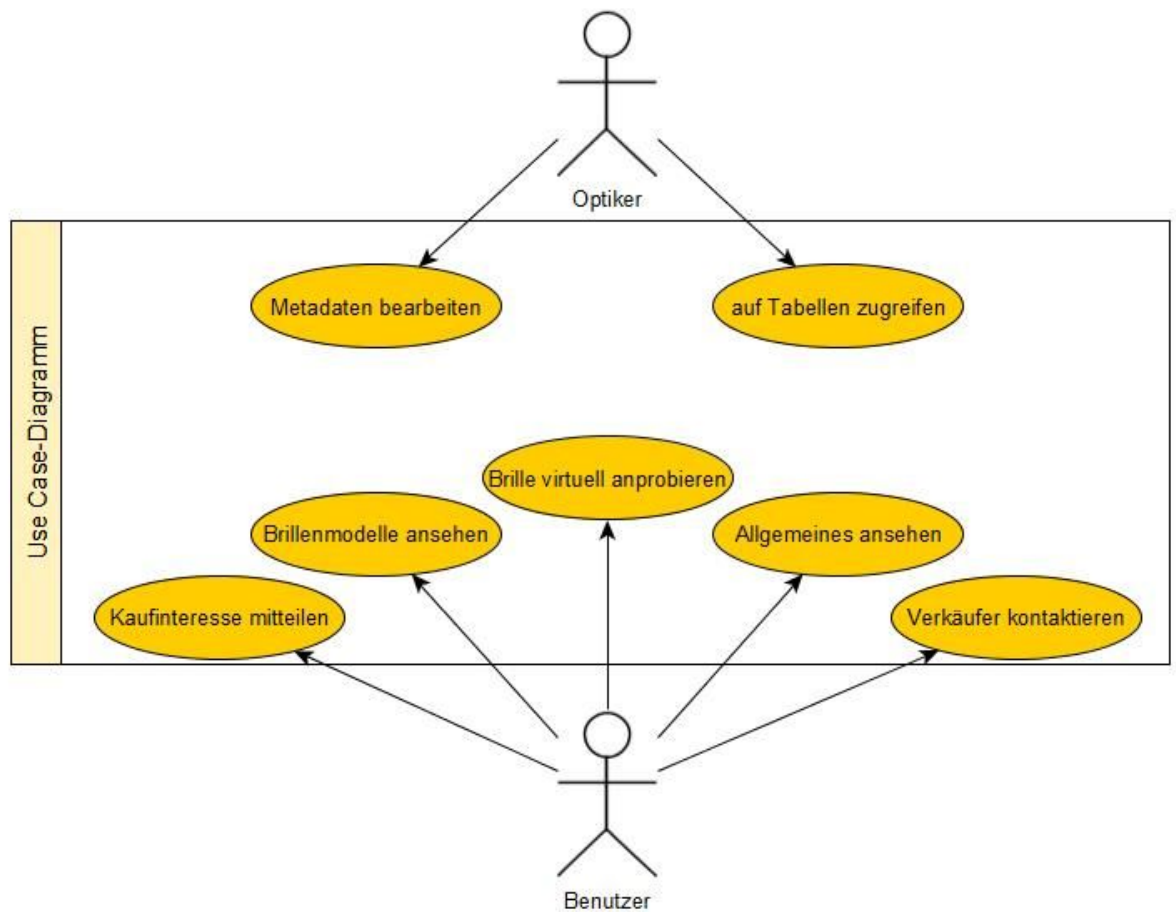 Optiker
Use Case-Diagramm
Metadaten bearbeiten
auf Tabellen zugreifen
Brille virtuell anprobieren
Brillenmodelle ansehen
Allgemeines ansehen
Kaufinteresse mitteilen
Verkäufer kontaktieren
Benutzer